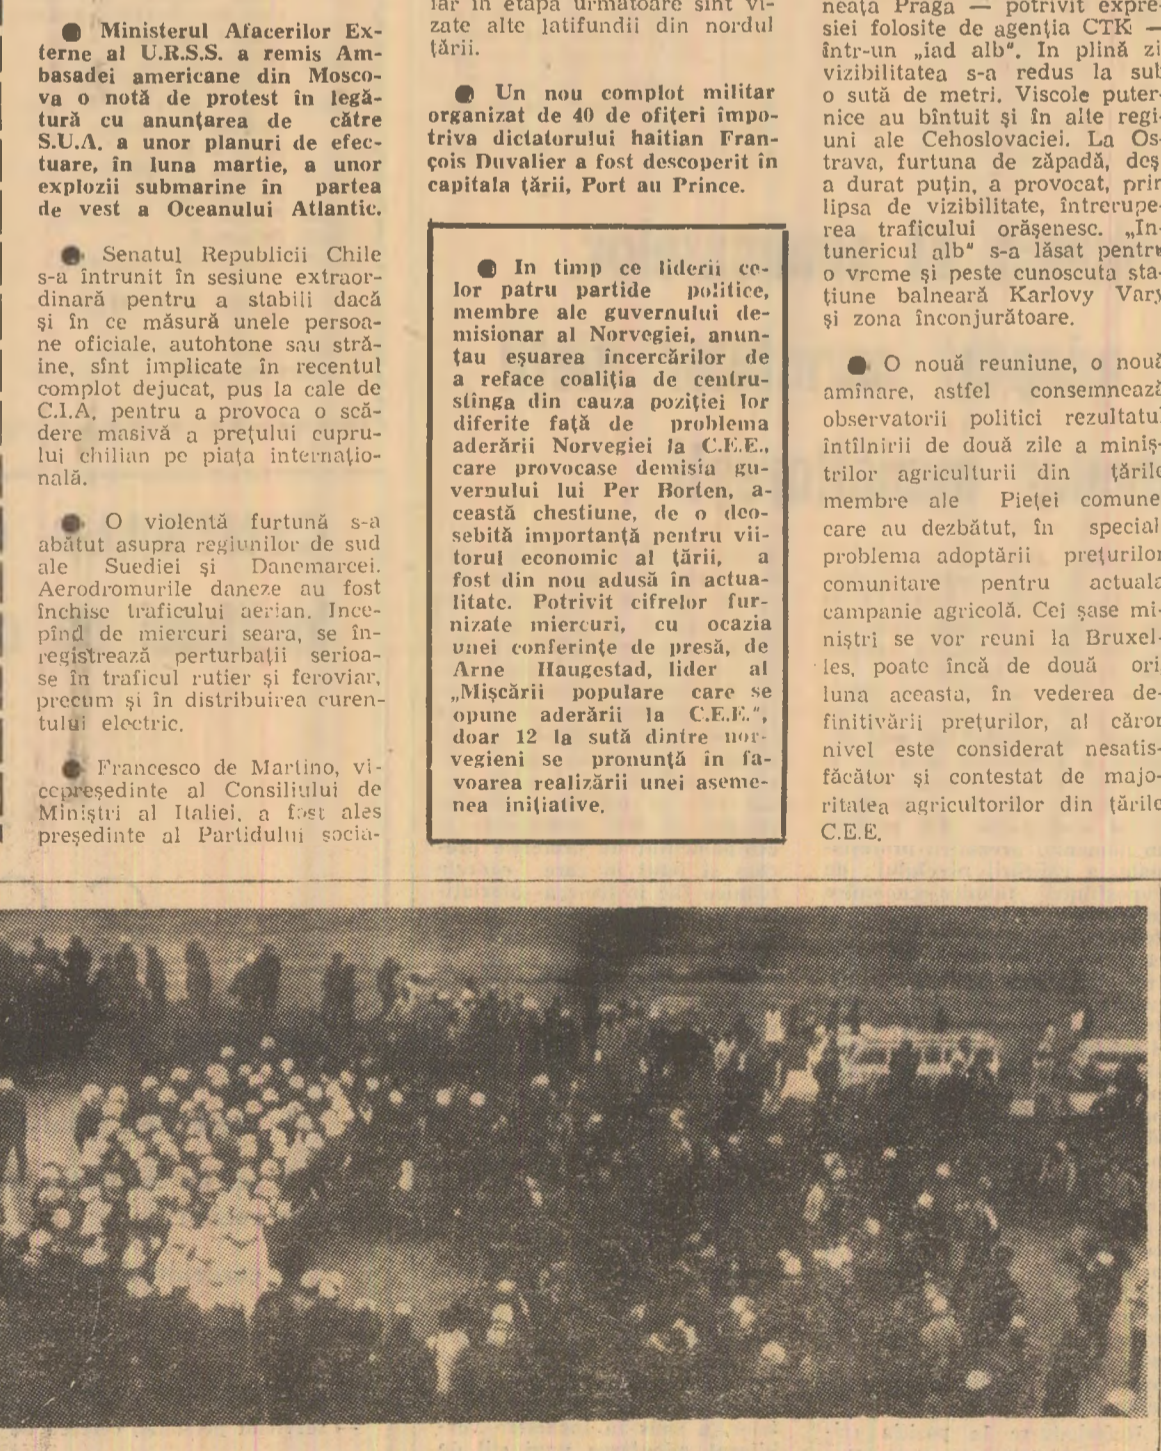 ● Ministerul Afacerilor Ex-
terne al U.R.S.S. a remis Am-
basadei americane din Mosco-
va o notă de protest în legă-
tură cu anunțarea de către
S.U.A. a unor planuri de efec-
tuare, în luna martie, a unor
explozii submarine în partea
de vest a Oceanului Atlantic.
● Senatul Republicii Chile
s-a întrunit în sesiune extraor-
dinară pentru a stabili dacă
și în ce măsură unele persoa-
ne oficiale, autohtone sau stră-
ine, sînt implicate în recentul
complot dejucat, pus la cale de
C.I.A. pentru a provoca o scă-
dere masivă a prețului cupru-
lui chilian pe piața internațio-
nală.
● O violentă furtună s-a
abătut asupra regiunilor de sud
ale Suediei și Danemarcei.
Aerodromurile daneze au fost
închise traficului aerian. Înce-
pînd de miercuri seara, se în-
registrează perturbații serioa-
se în traficul rutier și feroviar,
precum și în distribuirea curen-
tului electric.
● Francesco de Martino, vi-
cepreședinte al Consiliului de
Miniștri al Italiei, a fost ales
președinte al Partidului socia-
iar în etapa următoare sînt vi-
zate alte latifundii din nordul
țării.
● Un nou complot militar
organizat de 40 de ofițeri împo-
triva dictatorului haitian Fran-
çois Duvalier a fost descoperit în
capitala țării, Port au Prince.
● In timp ce liderii ce-
lor patru partide politice,
membre ale guvernului de-
misionar al Norvegiei, anun-
țau eșuarea încercărilor de
a reface coaliția de centru-
stînga din cauza poziției lor
diferite față de problema
aderării Norvegiei la C.E.E.,
care provocase demisia gu-
vernului lui Per Borten, a-
ceastă chestiune, de o deo-
sebită importanță pentru vii-
torul economic al țării, a
fost din nou adusă în actua-
litate. Potrivit cifrelor fur-
nizate miercuri, cu ocazia
unei conferințe de presă, de
Arne Haugestad, lider al
„Mișcării populare care se
opune aderării la C.E.E.”,
doar 12 la sută dintre nor-
vegieni se pronunță în fa-
voarea realizării unei aseme-
nea inițiative.
neața Praga — potrivit expre-
siei folosite de agenția CTK —
într-un „iad alb“. In plină zi
vizibilitatea s-a redus la sub
o sută de metri. Viscole puter-
nice au bîntuit și în alte regi-
uni ale Cehoslovaciei. La Os-
trava, furtuna de zăpadă, deș
a durat puțin, a provocat, prin
lipsa de vizibilitate, întrerupe-
rea traficului orășenesc. „In-
tunericul alb“ s-a lăsat pentru
o vreme și peste cunoscuta sta-
țiune balneară Karlovy Vary
și zona înconjurătoare.
● O nouă reuniune, o nouă
amînare, astfel consemnează
observatorii politici rezultatul
întîlnirii de două zile a miniș-
trilor agriculturii din țările
membre ale Pieței comune,
care au dezbătut, în special,
problema adoptării prețurilor
comunitare pentru actuala
campanie agricolă. Cei șase mi-
niștri se vor reuni la Bruxel-
les, poate încă de două ori
luna aceasta, în vederea de-
finitivării prețurilor, al căror
nivel este considerat nesatis-
făcător și contestat de majo-
ritatea agricultorilor din țările
C.E.E.